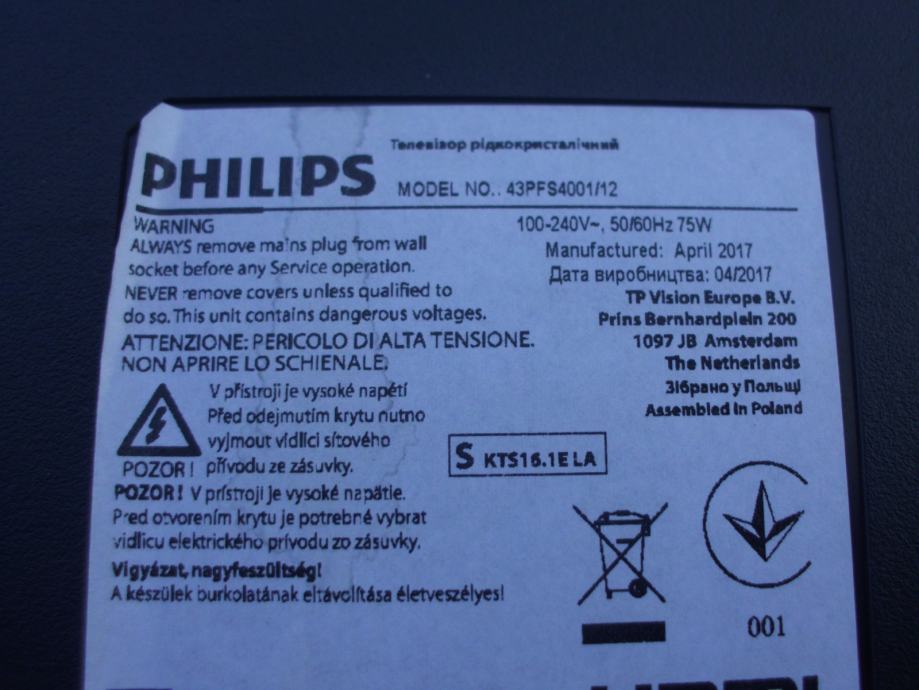 Телевізор рідкокристалічний
PHILIPS
MODEL NO.: 43PFS4001/12
WARNING
ALWAYS remove mains plug from wall
socket before any Service operation.
NEVER remove covers unless qualified to
do so. This unit contains dangerous voltages.
ATTENZIONE: PERICOLO DI ALTA TENSIONE.
NON APRIRE LO SCHIENALE.
V přístroji je vysoké napětí
Před odejmutím krytu nutno
vyjmout vidlici síťového
POZOR! přívodu ze zásuvky.
POZOR! V prístroji je vysoké napätie.
Pred otvorením krytu je potrebné vybrat
vidlicu elektrického prívodu zo zásuvky.
Vigyázat, nagyfeszültség!
A készülek burkolatának eltávolítása életveszélyes!
100-240V~, 50/60Hz 75W
Manufactured: April 2017
Дата виробництва: 04/2017
TP Vision Europe B.V.
Prins Bernhardplein 200
1097 JB Amsterdam
The Netherlands
Зібрано у Польщі
Assembled in Poland
S KTS16.1E LA
001